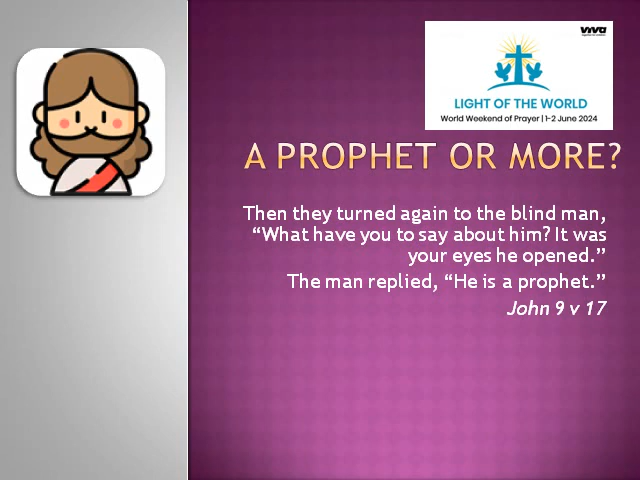 VIVA
LIGHT OF THE WORLD
World Weekend of Prayer | 1-2 June 2024
A PROPHET OR MORE?
Then they turned again to the blind man,
“What have you to say about him? It was
your eyes he opened.”
The man replied, “He is a prophet.”
John 9 v 17